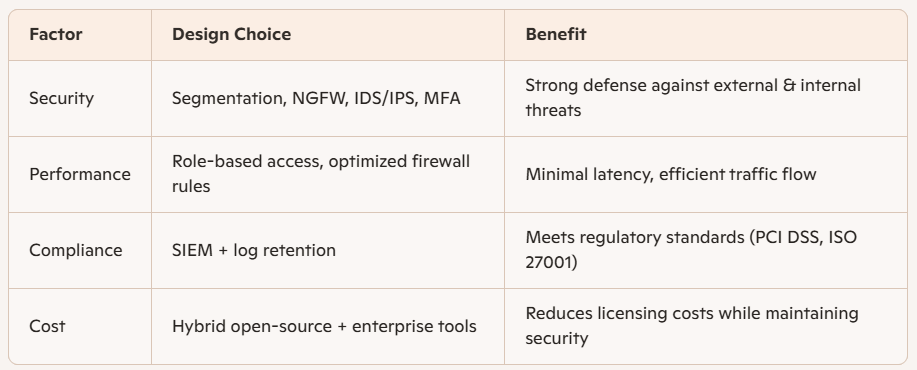 Factor
Design Choice
Benefit
Security
Segmentation, NGFW, IDS/IPS, MFA
Strong defense against external & internal
threats
Performance
Role-based access, optimized firewall
rules
Minimal latency, efficient traffic flow
Compliance
SIEM + log retention
Meets regulatory standards (PCI DSS, ISO
27001)
Cost
Hybrid open-source + enterprise tools
Reduces licensing costs while maintaining
security